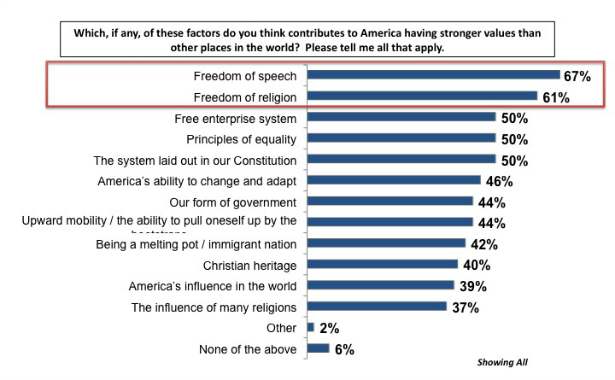 Which, if any, of these factors do you think contributes to America having stronger values than
other places in the world?  Please tell me all that apply.
Freedom of speech 67%
Freedom of religion 61%
Free enterprise system 50%
Principles of equality 50%
The system laid out in our Constitution 50%
America's ability to change and adapt 46%
Our form of government 44%
Upward mobility / the ability to pull oneself up by the 44%
Being a melting pot / immigrant nation 42%
Christian heritage 40%
America's influence in the world 39%
The influence of many religions 37%
Other 2%
None of the above 6%
Showing All